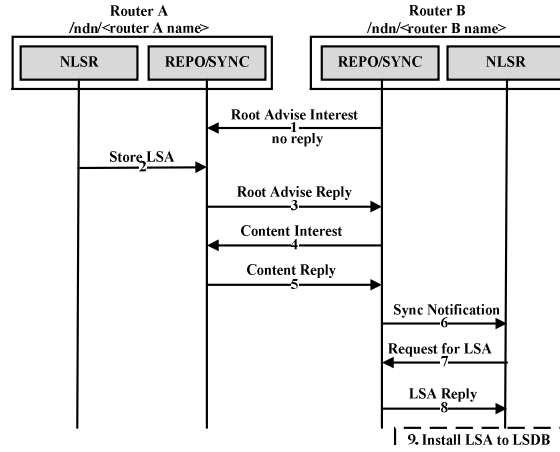 Router A
/ndn/<router A name>
Router B
/ndn/<router B name>
NLSR
REPO/SYNC
REPO/SYNC
NLSR
Root Advise Interest
1
no reply
Store LSA
2
Root Advise Reply
3
Content Interest
4
Content Reply
5
Sync Notification
6
Request for LSA
7
LSA Reply
8
9. Install LSA to LSDB